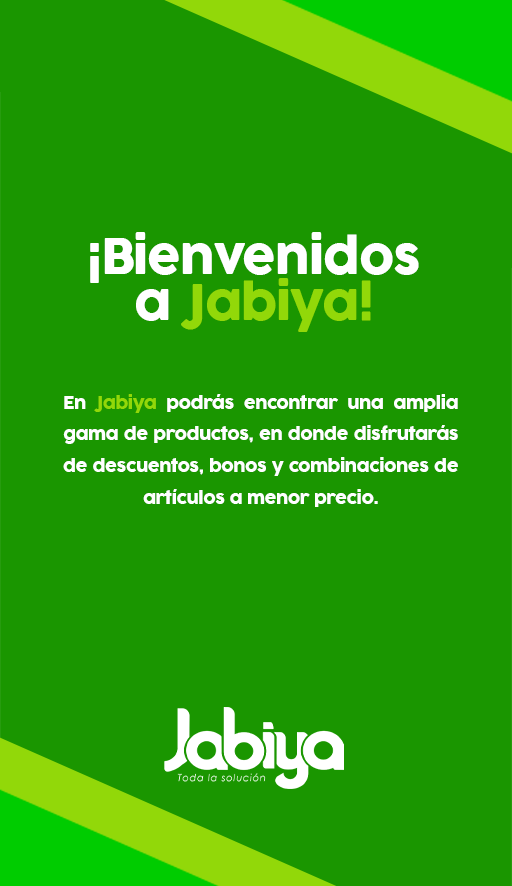 ¡Bienvenidos
a Jabiya!
En Jabiya podrás encontrar una amplia
gama de productos, en donde disfrutarás
de descuentos, bonos y combinaciones de
artículos a menor precio.
Jabiya
Toda la solución